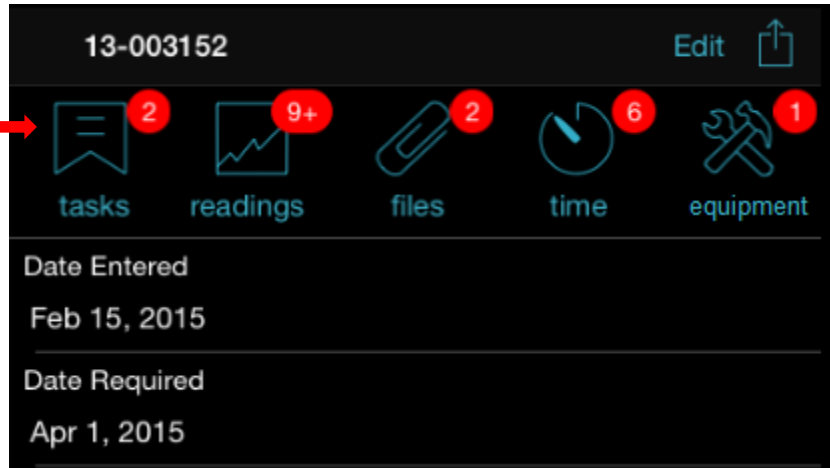 13-003152 Edit
2 9+ 2 6 1
tasks readings files time equipment
Date Entered
Feb 15, 2015
Date Required
Apr 1, 2015